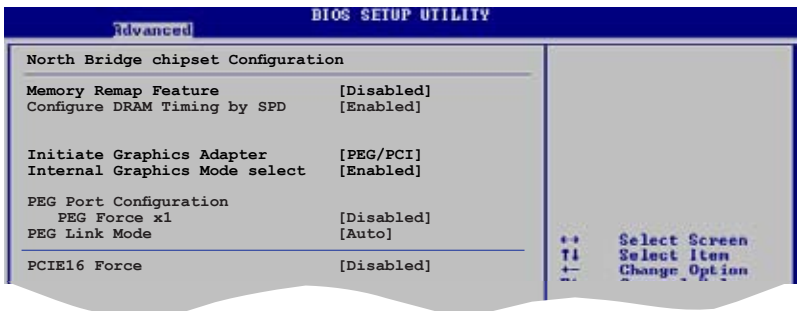 BIOS SETUP UTILITY
Advanced
North Bridge chipset Configuration
Memory Remap Feature [Disabled]
Configure DRAM Timing by SPD [Enabled]
Initiate Graphics Adapter [PEG/PCI]
Internal Graphics Mode select [Enabled]
PEG Port Configuration
PEG Force x1 [Disabled]
PEG Link Mode [Auto]
PCIE16 Force [Disabled]
↔ Select Screen
↑↓ Select Item
+- Change Option